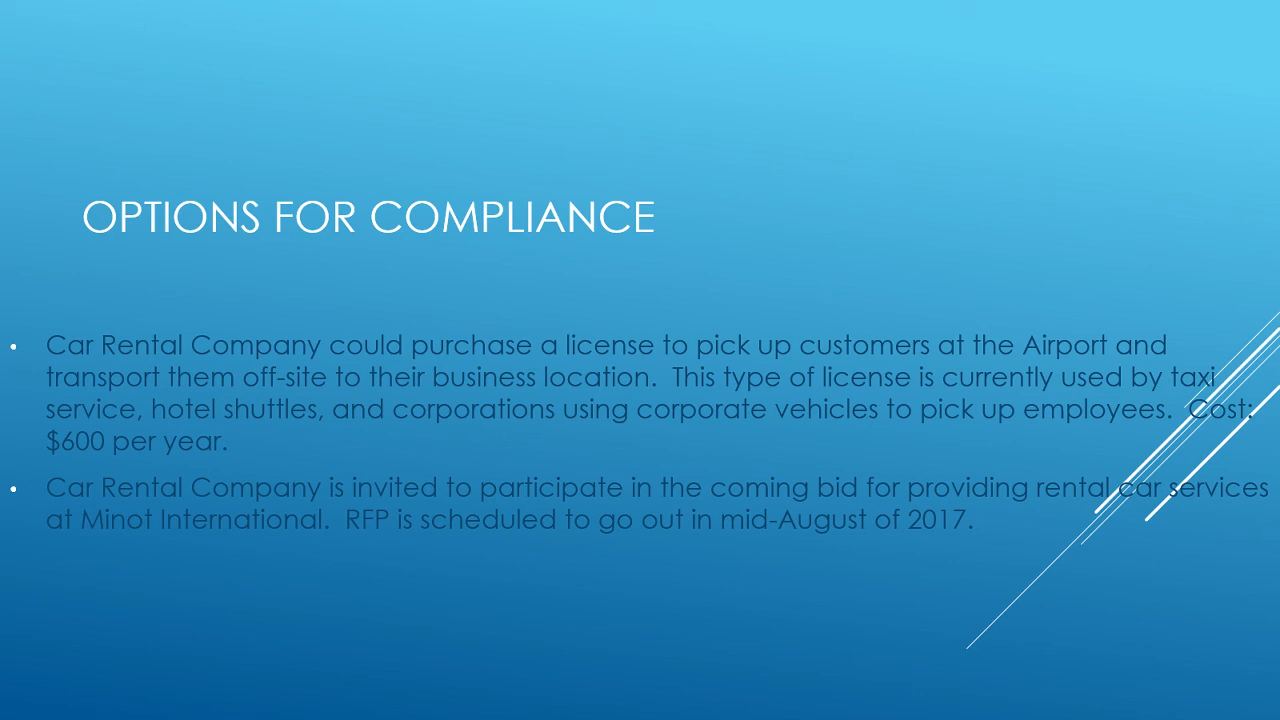 OPTIONS FOR COMPLIANCE
• Car Rental Company could purchase a license to pick up customers at the Airport and
transport them off-site to their business location.  This type of license is currently used by taxi
service, hotel shuttles, and corporations using corporate vehicles to pick up employees.  Cost:
$600 per year.
• Car Rental Company is invited to participate in the coming bid for providing rental car services
at Minot International.  RFP is scheduled to go out in mid-August of 2017.